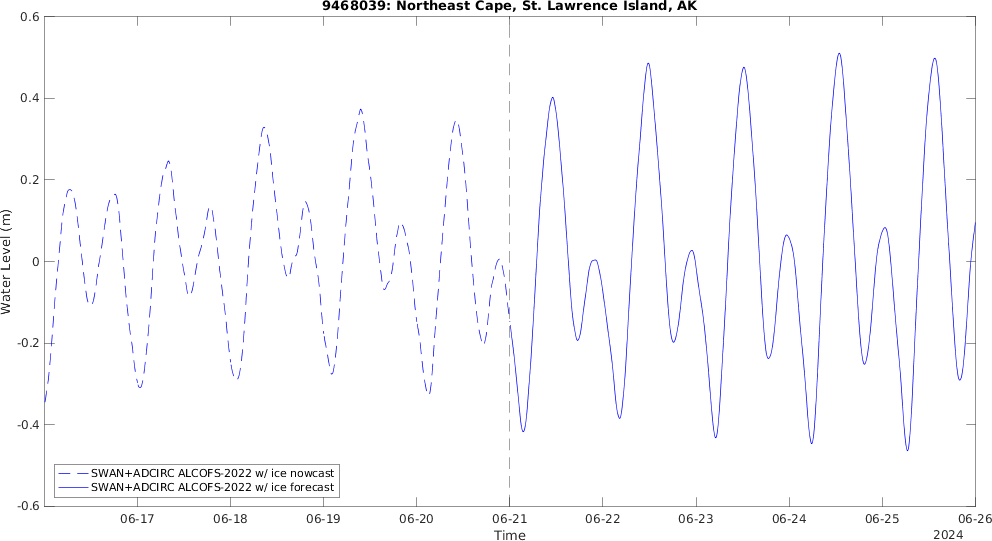 9468039: Northeast Cape, St. Lawrence Island, AK
0.6
0.4
0.2
0
-0.2
-0.4
-0.6
Water Level (m)
SWAN+ADCIRC ALCOFS-2022 w/ ice nowcast
SWAN+ADCIRC ALCOFS-2022 w/ ice forecast
06-17 06-18 06-19 06-20 06-21 06-22 06-23 06-24 06-25 06-26
Time
2024